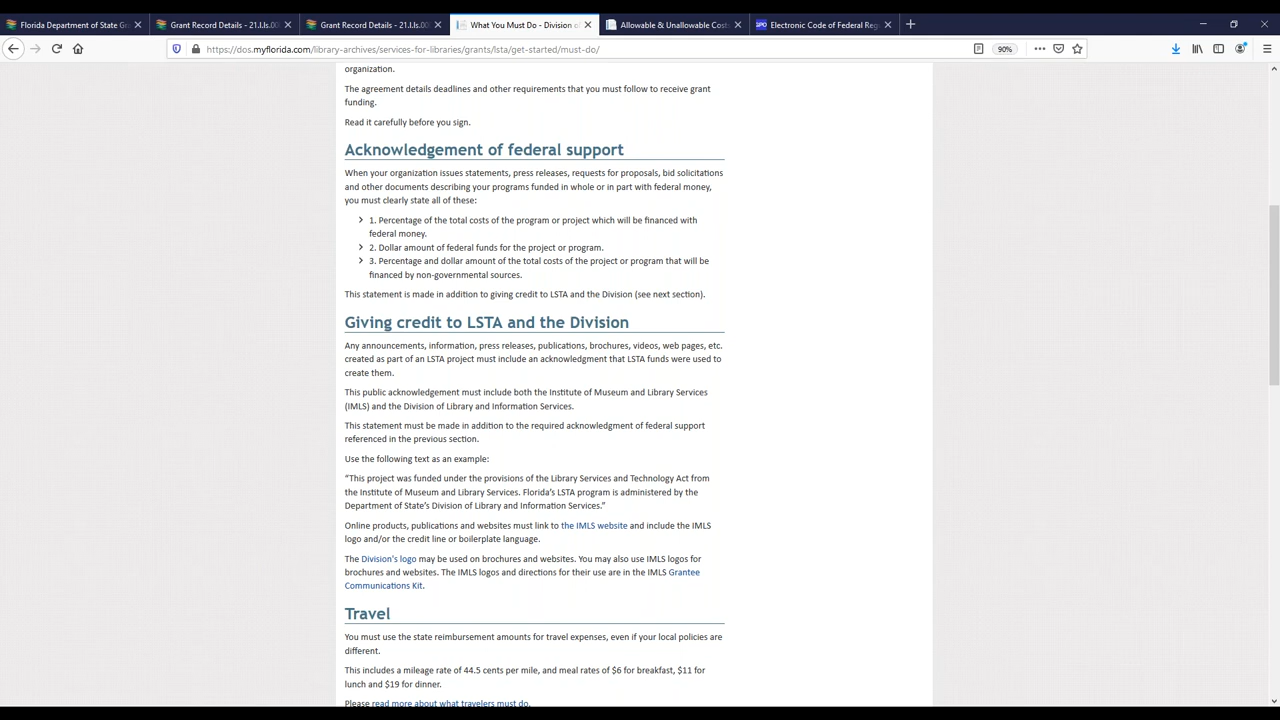 Florida Department of State Gr
Grant Record Details - 21.l.ls.00
Grant Record Details - 21.l.ls.00
What You Must Do - Division o
Allowable & Unallowable Costs
Electronic Code of Federal Reg
https://dos.myflorida.com/library-archives/services-for-libraries/grants/lsta/get-started/must-do/
90%
organization.
The agreement details deadlines and other requirements that you must follow to receive grant
funding.
Read it carefully before you sign.
Acknowledgement of federal support
When your organization issues statements, press releases, requests for proposals, bid solicitations
and other documents describing your programs funded in whole or in part with federal money,
you must clearly state all of these:
1. Percentage of the total costs of the program or project which will be financed with
federal money.
2. Dollar amount of federal funds for the project or program.
3. Percentage and dollar amount of the total costs of the project or program that will be
financed by non-governmental sources.
This statement is made in addition to giving credit to LSTA and the Division (see next section).
Giving credit to LSTA and the Division
Any announcements, information, press releases, publications, brochures, videos, web pages, etc.
created as part of an LSTA project must include an acknowledgment that LSTA funds were used to
create them.
This public acknowledgement must include both the Institute of Museum and Library Services
(IMLS) and the Division of Library and Information Services.
This statement must be made in addition to the required acknowledgment of federal support
referenced in the previous section.
Use the following text as an example:
“This project was funded under the provisions of the Library Services and Technology Act from
the Institute of Museum and Library Services. Florida's LSTA program is administered by the
Department of State's Division of Library and Information Services.”
Online products, publications and websites must link to the IMLS website and include the IMLS
logo and/or the credit line or boilerplate language.
The Division's logo may be used on brochures and websites. You may also use IMLS logos for
brochures and websites. The IMLS logos and directions for their use are in the IMLS Grantee
Communications Kit.
Travel
You must use the state reimbursement amounts for travel expenses, even if your local policies are
different.
This includes a mileage rate of 44.5 cents per mile, and meal rates of $6 for breakfast, $11 for
lunch and $19 for dinner.
Please read more about what travelers must do.